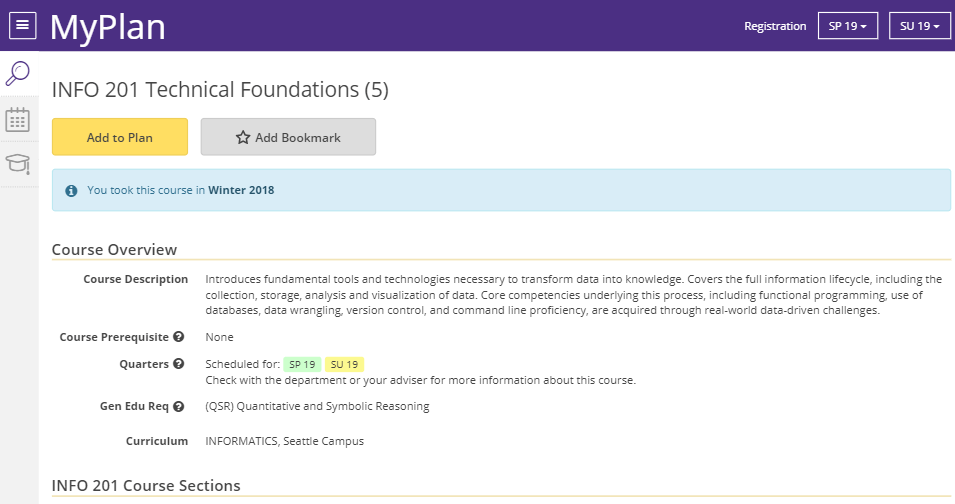 MyPlan
Registration
SP 19
SU 19
INFO 201 Technical Foundations (5)
Add to Plan
Add Bookmark
You took this course in Winter 2018
Course Overview
Course Description
Introduces fundamental tools and technologies necessary to transform data into knowledge. Covers the full information lifecycle, including the
collection, storage, analysis and visualization of data. Core competencies underlying this process, including functional programming, use of
databases, data wrangling, version control, and command line proficiency, are acquired through real-world data-driven challenges.
Course Prerequisite ?
None
Quarters ?
Scheduled for: SP 19 SU 19
Check with the department or your adviser for more information about this course.
Gen Edu Req ?
(QSR) Quantitative and Symbolic Reasoning
Curriculum
INFORMATICS, Seattle Campus
INFO 201 Course Sections